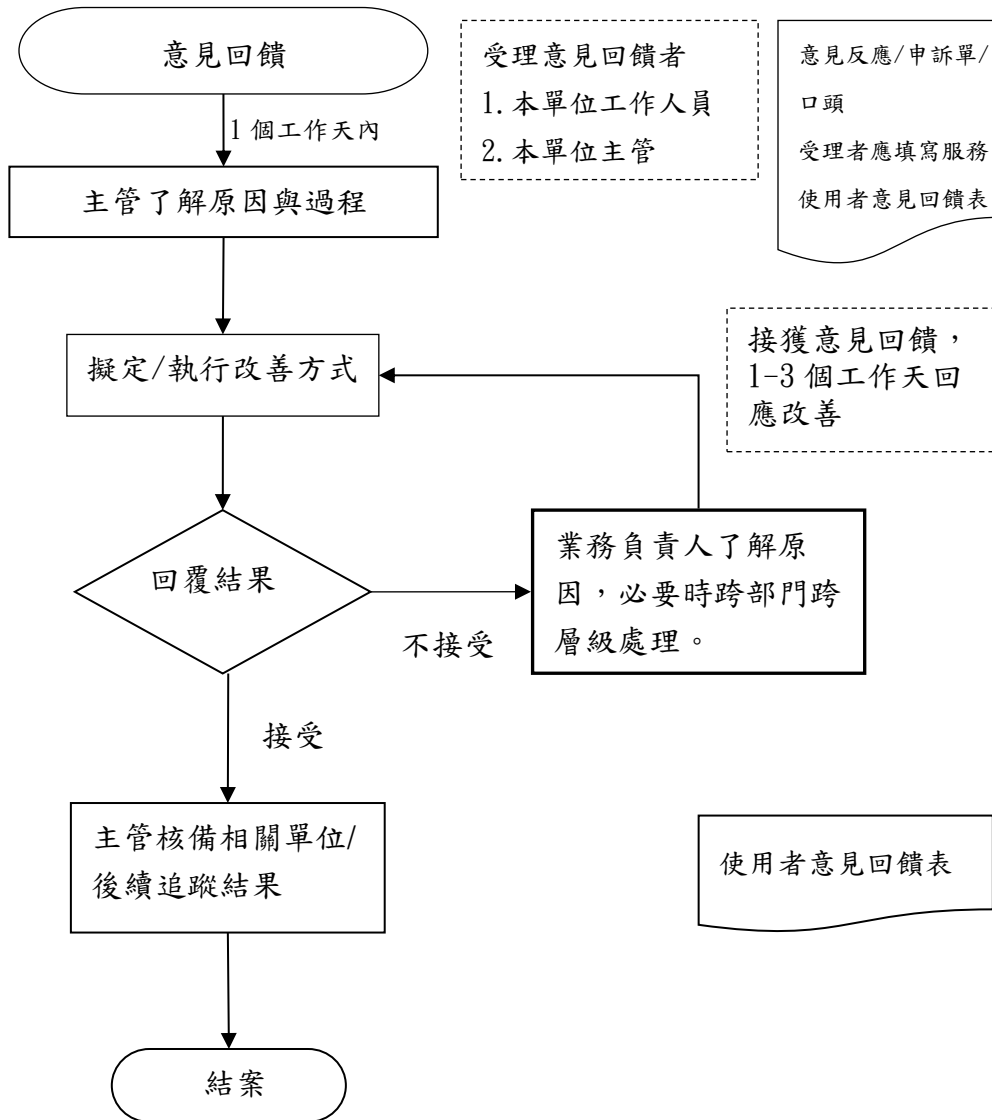 意見回饋
受理意見回饋者
1.本單位工作人員
2.本單位主管
意見反應/申訴單/
口頭
受理者應填寫服務
使用者意見回饋表
1 個工作天內
主管了解原因與過程
擬定/執行改善方式
接獲意見回饋，
1-3 個工作天回
應改善
回覆結果
不接受
業務負責人了解原
因，必要時跨部門跨
層級處理。
接受
主管核備相關單位/
後續追蹤結果
使用者意見回饋表
結案